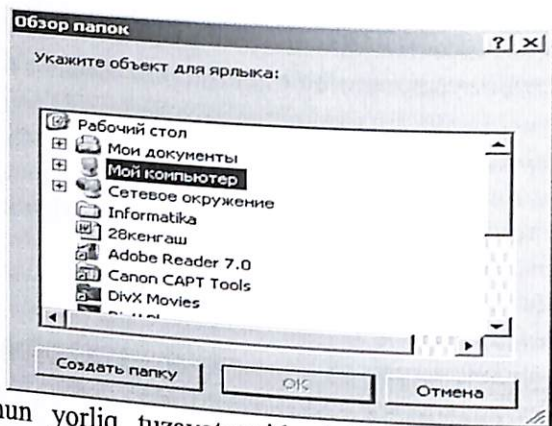 Обзор папок
Укажите объект для ярлыка:
Рабочий стол
Мои документы
Мой компьютер
Сетевое окружение
Informatika
28кенгаш
Adobe Reader 7.0
Canon CAPT Tools
DivX Movies
Создать папку
OK
Отмена
yorliq